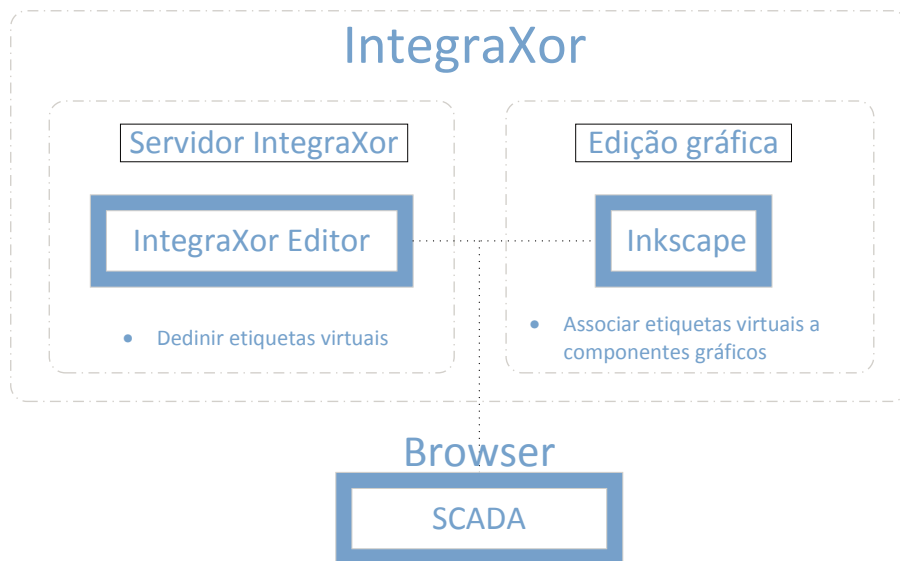 IntegraXor
Servidor IntegraXor
IntegraXor Editor
• Dedinir etiquetas virtuais
Edição gráfica
Inkscape
• Associar etiquetas virtuais a
componentes gráficos
Browser
SCADA